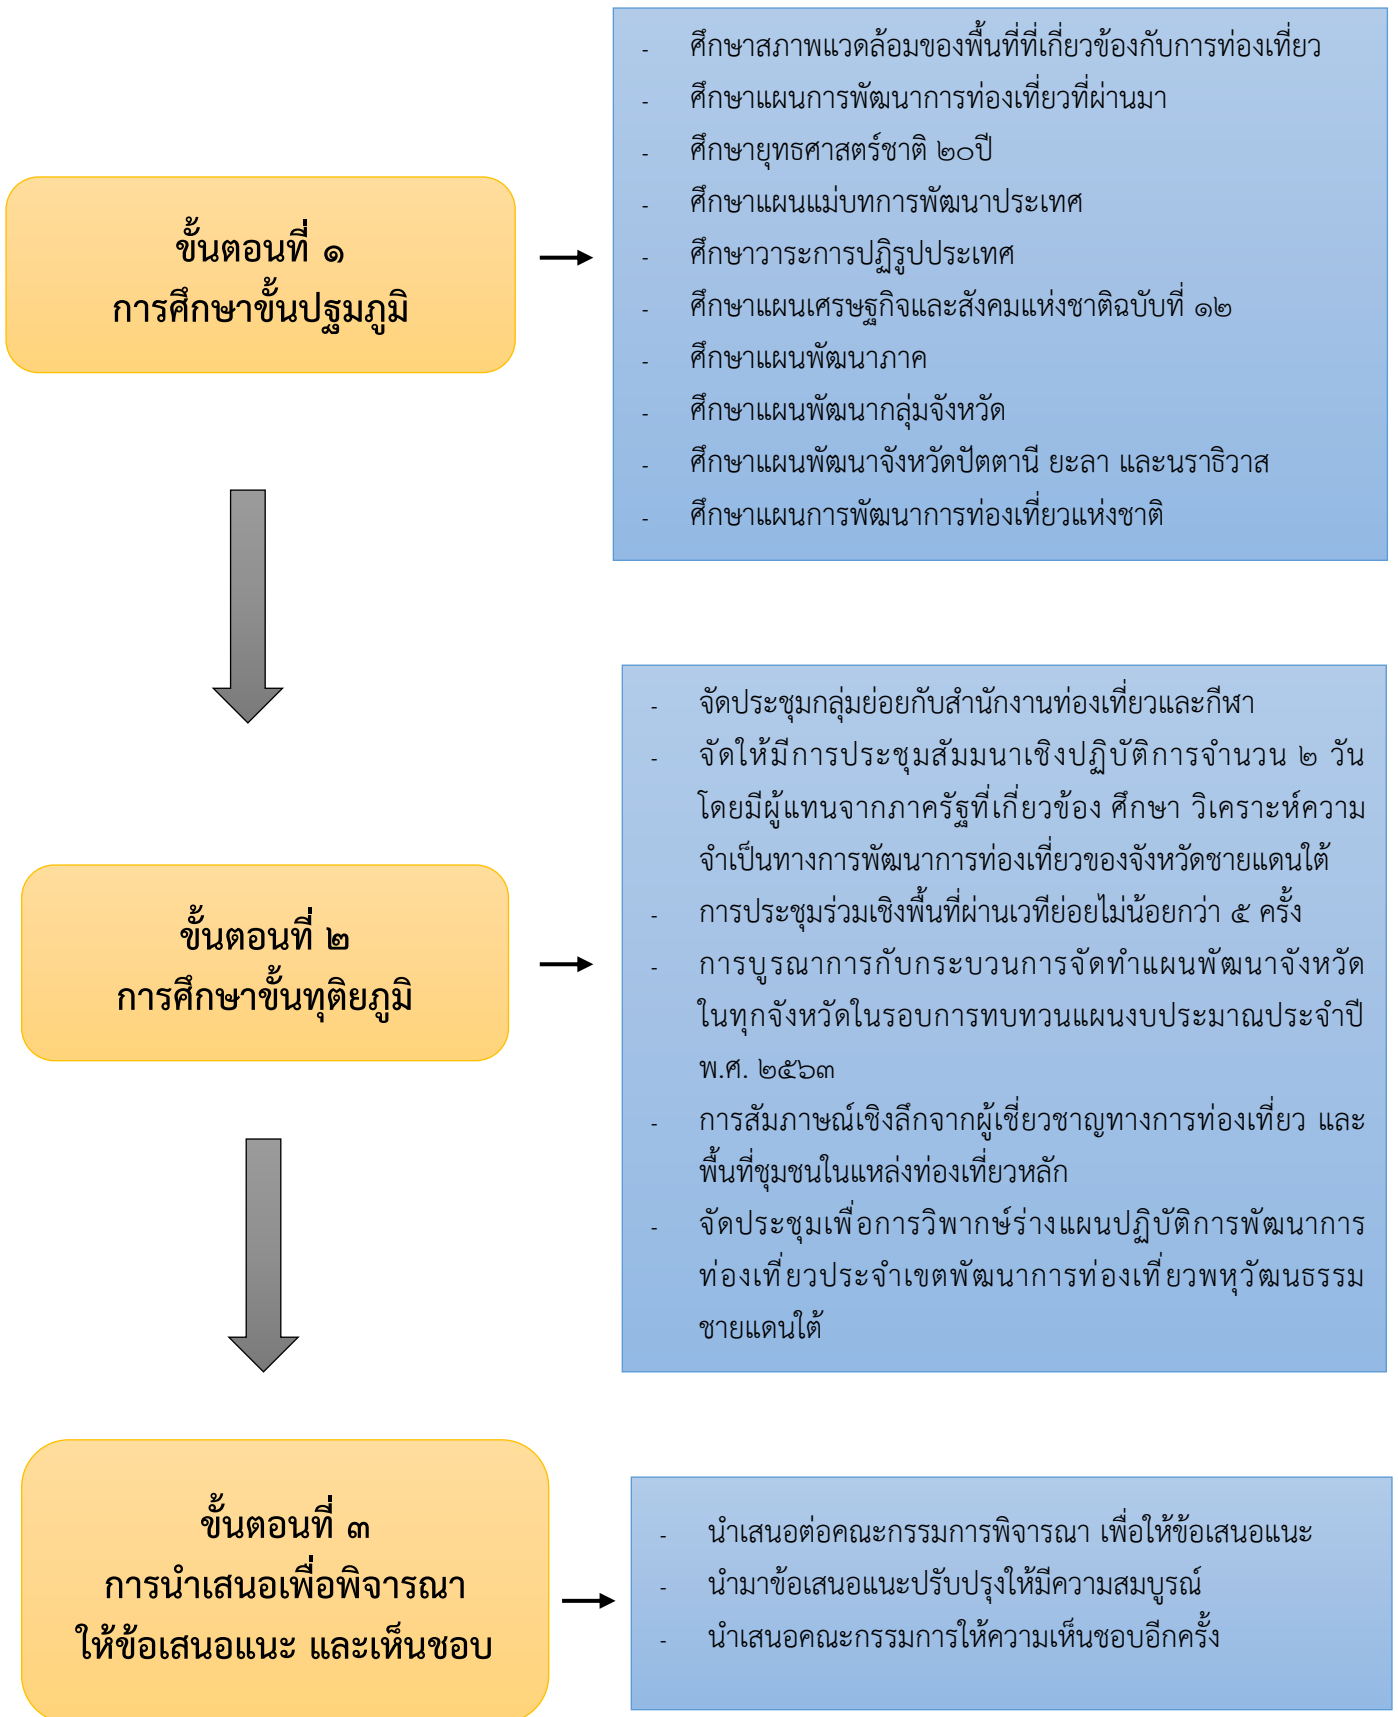 ขั้นตอนที่ ๑
การศึกษาขั้นปฐมภูมิ
- ศึกษาสภาพแวดล้อมของพื้นที่ที่เกี่ยวข้องกับการท่องเที่ยว
- ศึกษาแผนการพัฒนาการท่องเที่ยวที่ผ่านมา
- ศึกษายุทธศาสตร์ชาติ ๒๐ปี
- ศึกษาแผนแม่บทการพัฒนาประเทศ
- ศึกษาวาระการปฏิรูปประเทศ
- ศึกษาแผนเศรษฐกิจและสังคมแห่งชาติฉบับที่ ๑๒
- ศึกษาแผนพัฒนาภาค
- ศึกษาแผนพัฒนากลุ่มจังหวัด
- ศึกษาแผนพัฒนาจังหวัดปัตตานี ยะลา และนราธิวาส
- ศึกษาแผนการพัฒนาการท่องเที่ยวแห่งชาติ
ขั้นตอนที่ ๒
การศึกษาขั้นทุติยภูมิ
- จัดประชุมกลุ่มย่อยกับสำนักงานท่องเที่ยวและกีฬา
- จัดให้มีการประชุมสัมมนาเชิงปฏิบัติการจำนวน ๒ วัน
โดยมีผู้แทนจากภาครัฐที่เกี่ยวข้อง ศึกษา วิเคราะห์ความ
จำเป็นทางการพัฒนาการท่องเที่ยวของจังหวัดชายแดนใต้
- การประชุมร่วมเชิงพื้นที่ผ่านเวทีย่อยไม่น้อยกว่า ๕ ครั้ง
- การบูรณาการกับกระบวนการจัดทำแผนพัฒนาจังหวัด
ในทุกจังหวัดในรอบการทบทวนแผนงบประมาณประจำปี
พ.ศ. ๒๕๖๓
- การสัมภาษณ์เชิงลึกจากผู้เชี่ยวชาญทางการท่องเที่ยว และ
พื้นที่ชุมชนในแหล่งท่องเที่ยวหลัก
- จัดประชุมเพื่อการวิพากษ์ร่างแผนปฏิบัติการพัฒนาการ
ท่องเที่ยวประจำเขตพัฒนาการท่องเที่ยวพหุวัฒนธรรม
ชายแดนใต้
ขั้นตอนที่ ๓
การนำเสนอเพื่อพิจารณา
ให้ข้อเสนอแนะ และเห็นชอบ
- นำเสนอต่อคณะกรรมการพิจารณา เพื่อให้ข้อเสนอแนะ
- นำมาข้อเสนอแนะปรับปรุงให้มีความสมบูรณ์
- นำเสนอคณะกรรมการให้ความเห็นชอบอีกครั้ง